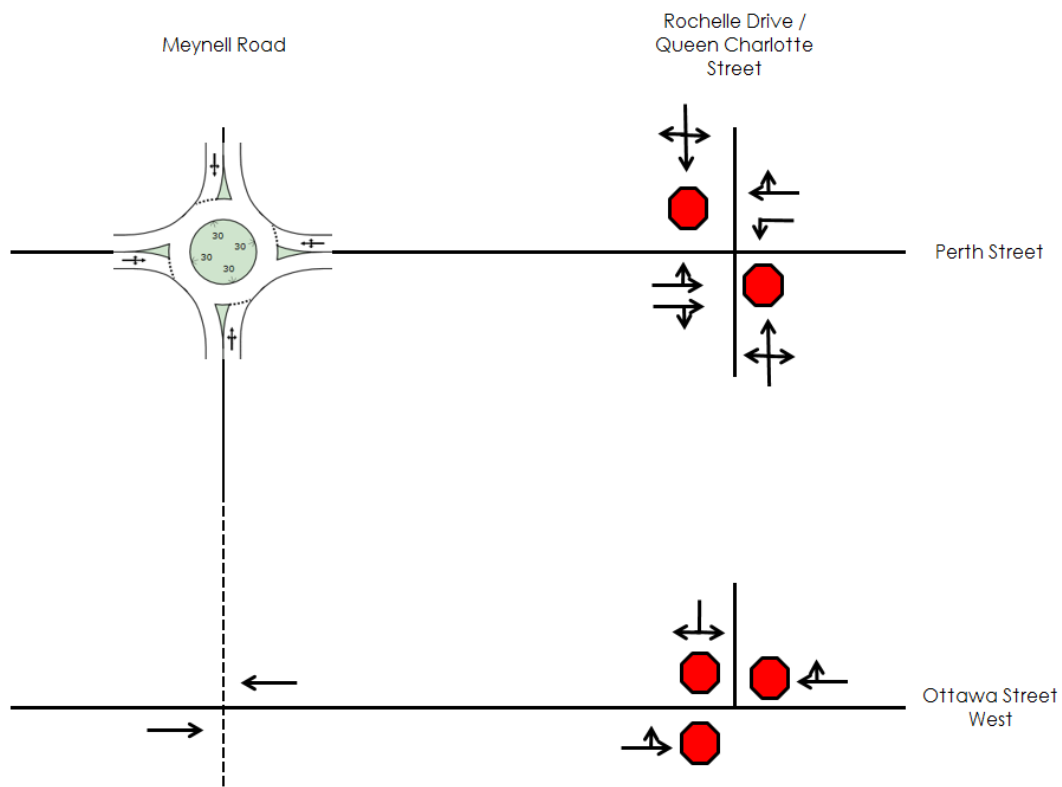 Meynell Road
Rochelle Drive /
Queen Charlotte
Street
30
30
30
30
Perth Street
Ottawa Street
West